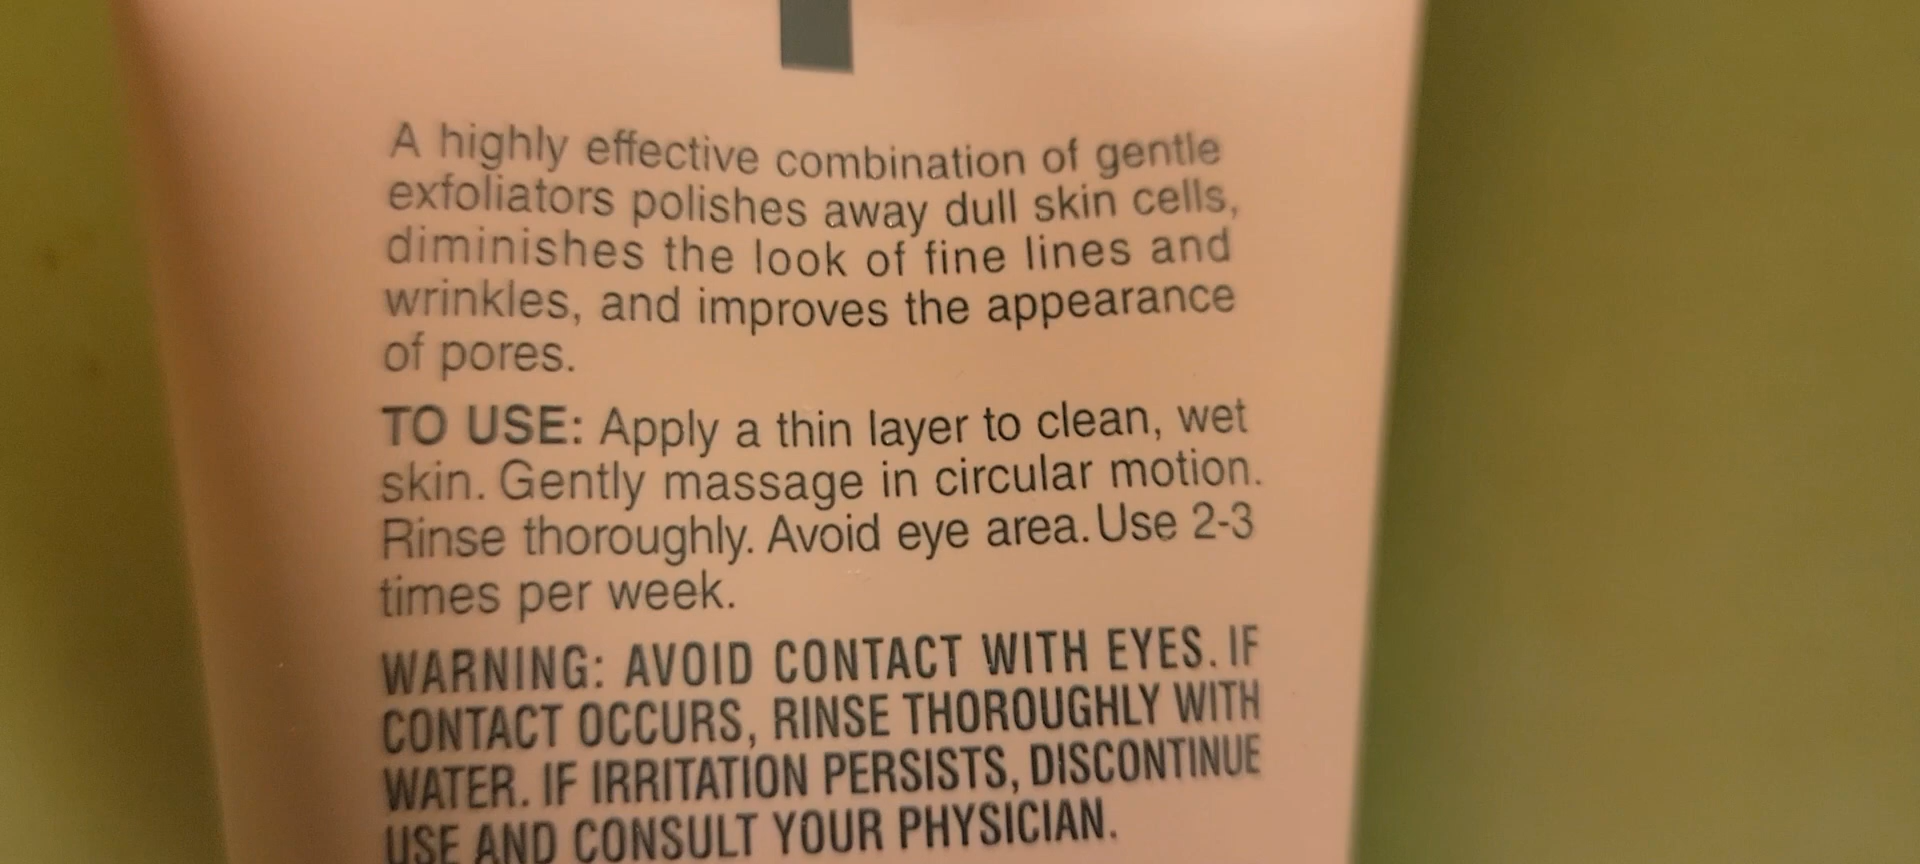 A highly effective combination of gentle
exfoliators polishes away dull skin cells,
diminishes the look of fine lines and
wrinkles, and improves the appearance
of pores.
TO USE: Apply a thin layer to clean, wet
skin. Gently massage in circular motion.
Rinse thoroughly. Avoid eye area. Use 2-3
times per week.
WARNING: AVOID CONTACT WITH EYES. IF
CONTACT OCCURS, RINSE THOROUGHLY WITH
WATER. IF IRRITATION PERSISTS, DISCONTINUE
USE AND CONSULT YOUR PHYSICIAN.